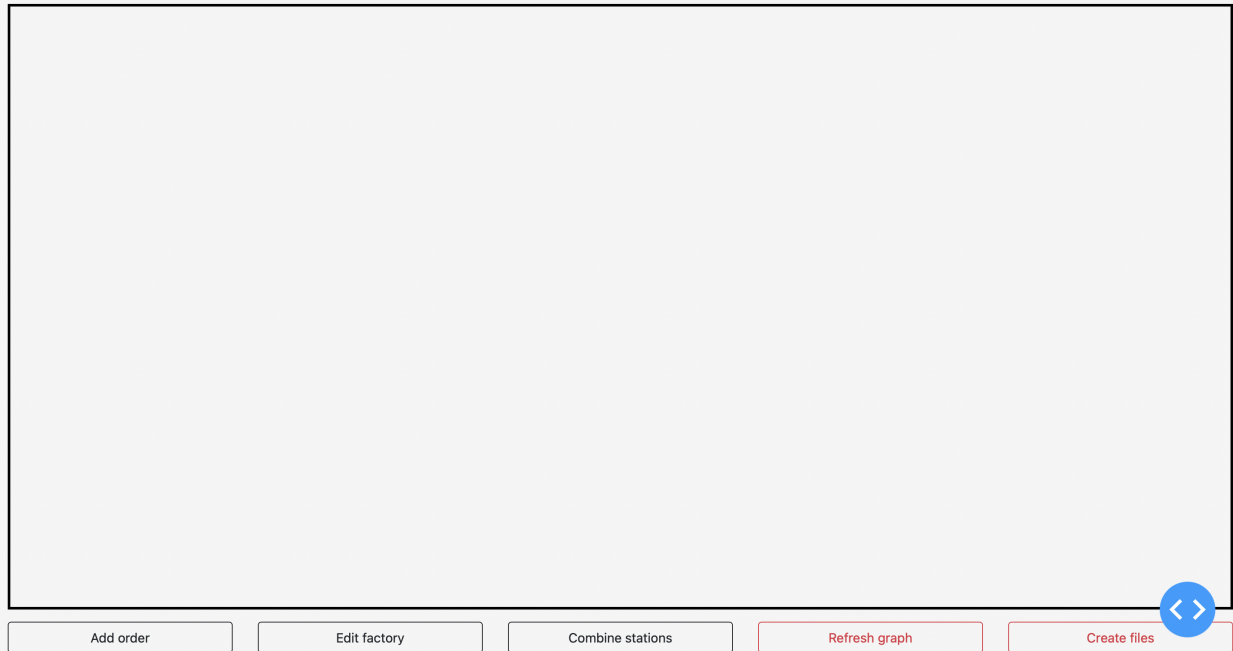 Add order
Edit factory
Combine stations
Refresh graph
Create files